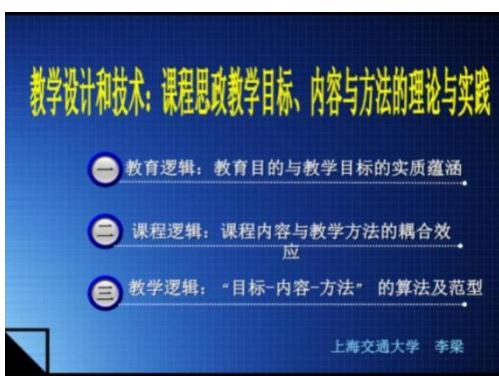 教学设计和技术：课程思政教学目标、内容与方法的理论与实践
一 教育逻辑：教育目的与教学目标的实质蕴涵
二 课程逻辑：课程内容与教学方法的耦合效
应
三 教学逻辑：“目标-内容-方法” 的算法及范型
上海交通大学 李梁